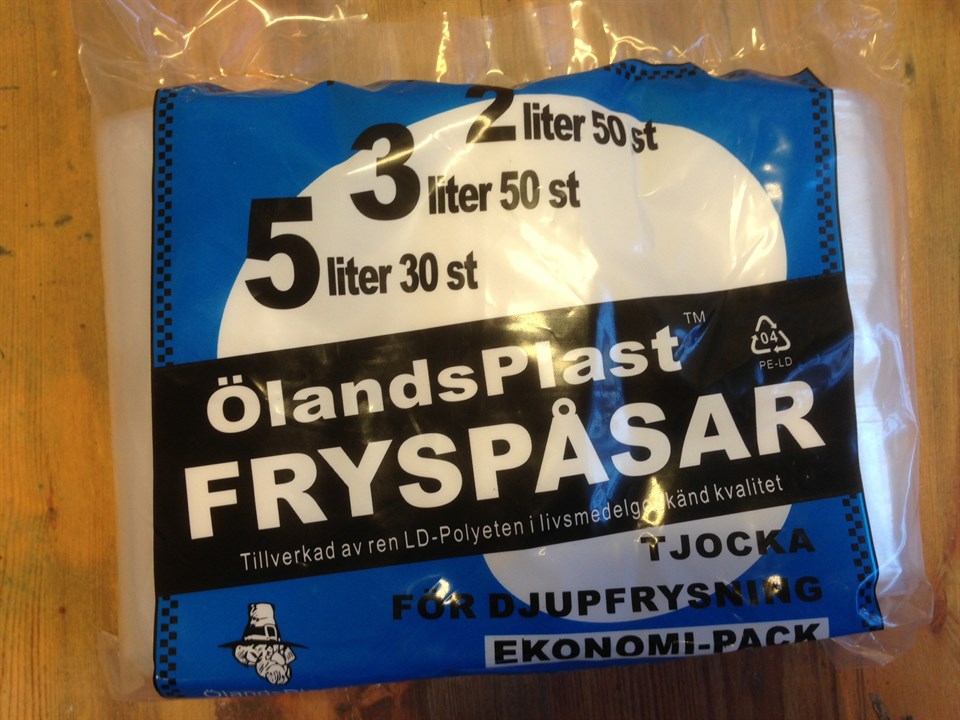 2 liter 50 st
3 liter 50 st
5 liter 30 st
ÖlandsPlast™
04
PE-LD
FRYSPÅSAR
Tillverkad av ren LD-Polyeten i livsmedelsgodkänd kvalitet
TJOCKA
FÖR DJUPFRYSNING
EKONOMI-PACK